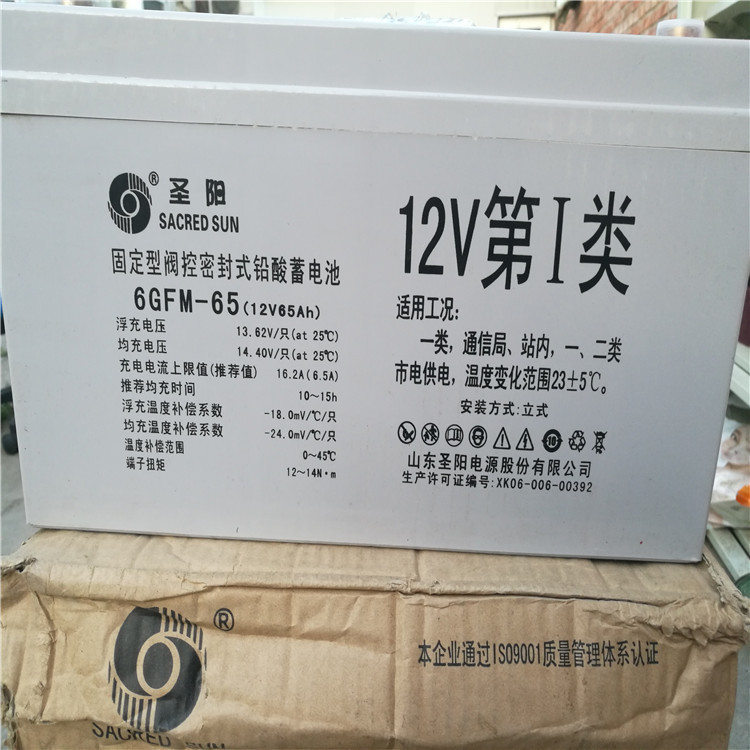 ® 圣阳
SACRED SUN
固定型阀控密封式铅酸蓄电池
6GFM-65(12V65Ah)
浮充电压 13.62V/只(at 25℃)
均充电压 14.40V/只(at 25℃)
充电电流上限值(推荐值) 16.2A(6.5A)
推荐均充时间 10~15h
浮充温度补偿系数 -18.0mV/℃/只
均充温度补偿系数 -24.0mV/℃/只
温度补偿范围 0~45℃
端子扭矩 12~14N·m
12V第Ⅰ类
适用工况:
一类,通信局、站内,一、二类
市电供电,温度变化范围23±5℃。
安装方式:立式
山东圣阳电源股份有限公司
生产许可证编号:XK06-006-00392
®
SACRED SUN
本企业通过ISO9001质量管理体系认证